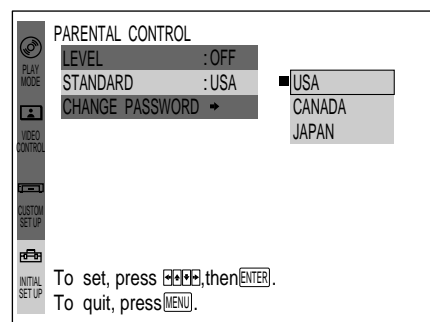 PARENTAL CONTROL
PLAY
MODE
VIDEO
CONTROL
CUSTOM
SET UP
INITIAL
SET UP
LEVEL :OFF
STANDARD :USA
CHANGE PASSWORD
USA
CANADA
JAPAN
To set, press ,then ENTER.
To quit, press MENU.